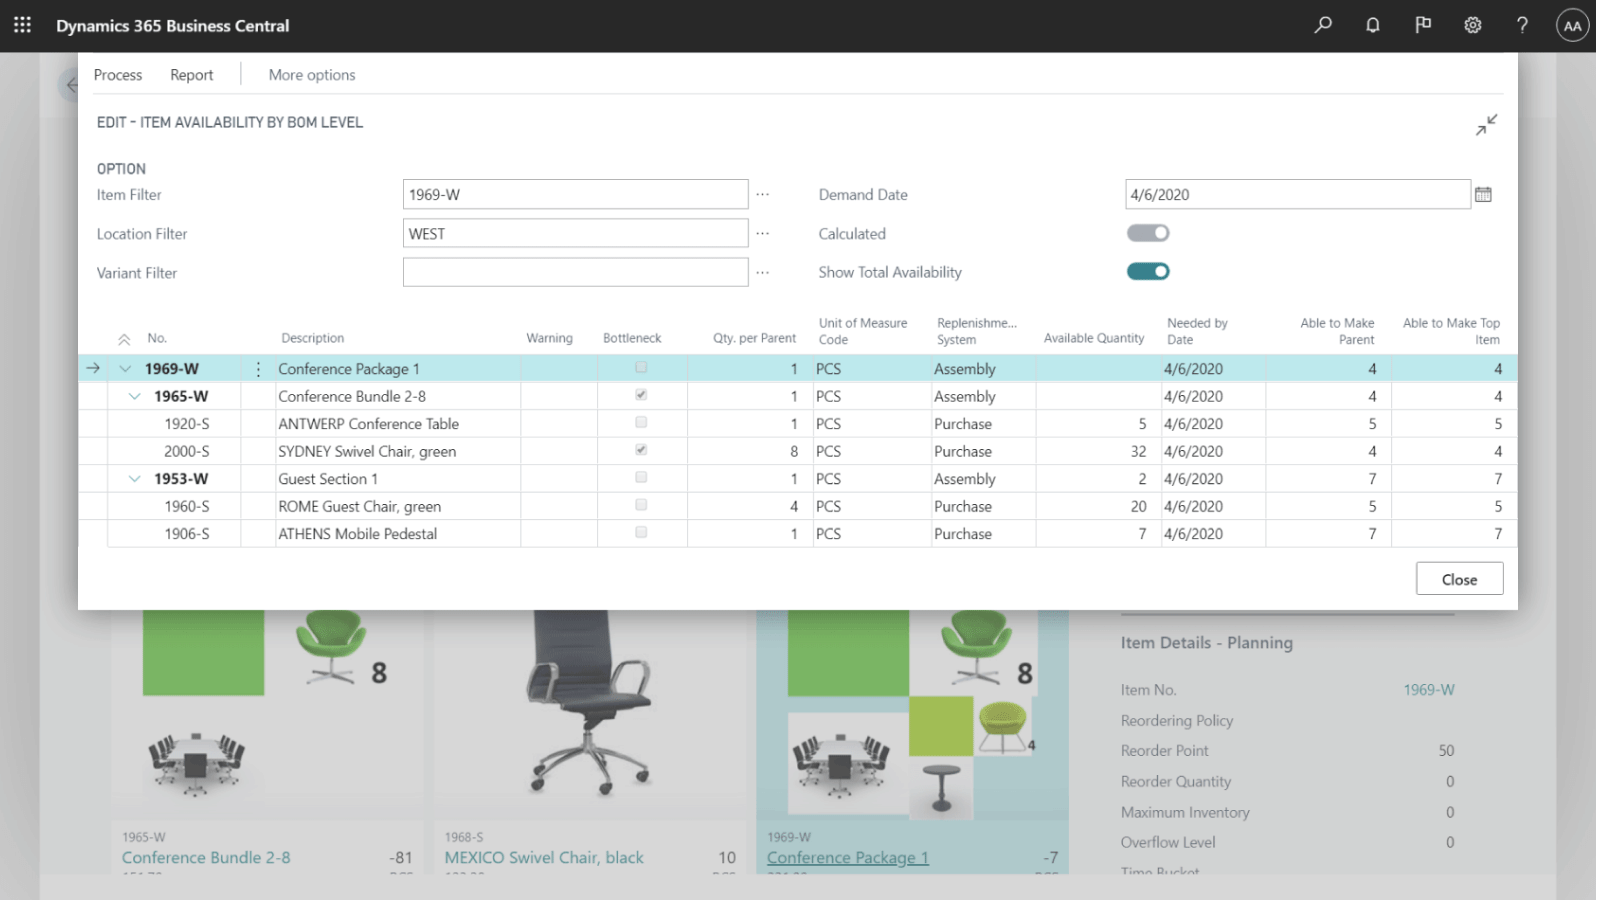 Dynamics 365 Business Central
AA
Process Report More options
EDIT - ITEM AVAILABILITY BY BOM LEVEL
OPTION
Item Filter 1969-W ... Demand Date 4/6/2020
Location Filter WEST ... Calculated
Variant Filter ... Show Total Availability
No. Description Warning Bottleneck Qty. per Parent Unit of Measure Code Replenishme... System Available Quantity Needed by Date Able to Make Parent Able to Make Top Item
1969-W Conference Package 1 1 PCS Assembly 4/6/2020 4 4
1965-W Conference Bundle 2-8 1 PCS Assembly 4/6/2020 4 4
1920-S ANTWERP Conference Table 1 PCS Purchase 5 4/6/2020 5 5
2000-S SYDNEY Swivel Chair, green 8 PCS Purchase 32 4/6/2020 4 4
1953-W Guest Section 1 1 PCS Assembly 2 4/6/2020 7 7
1960-S ROME Guest Chair, green 4 PCS Purchase 20 4/6/2020 5 5
1906-S ATHENS Mobile Pedestal 1 PCS Purchase 7 4/6/2020 7 7
Close
8
8
4
1965-W
Conference Bundle 2-8 -81
1968-S
MEXICO Swivel Chair, black 10
1969-W
Conference Package 1 -7
Item Details - Planning
Item No. 1969-W
Reordering Policy
Reorder Point 50
Reorder Quantity 0
Maximum Inventory 0
Overflow Level 0
Time Bucket